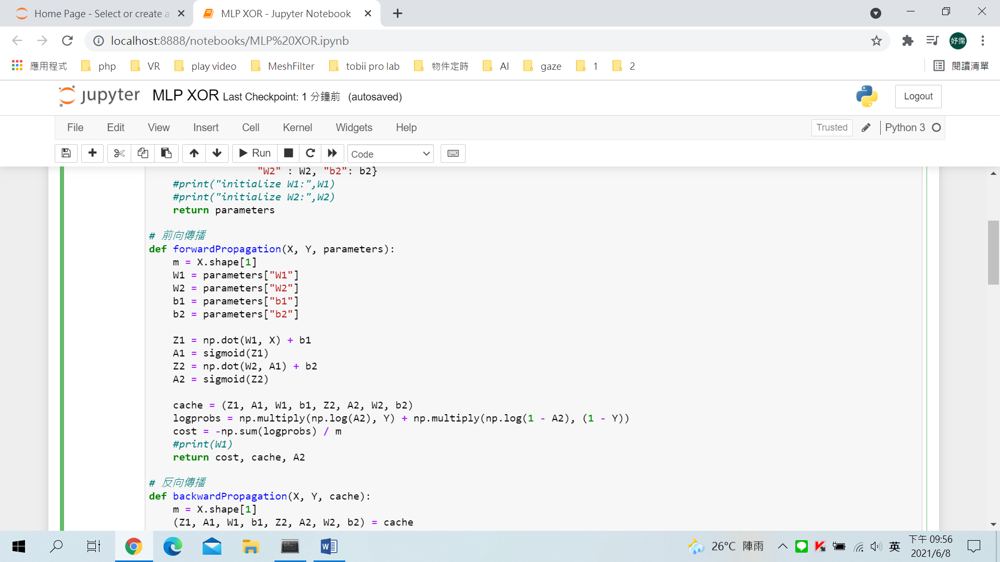 Home Page - Select or create a
MLP XOR - Jupyter Notebook
localhost:8888/notebooks/MLP%20XOR.ipynb
妤霈
應用程式 php VR play video MeshFilter tobii pro lab 物件定時 AI gaze 1 2 閱讀清單
jupyter MLP XOR Last Checkpoint: 1 分鐘前 (autosaved) Logout
File Edit View Insert Cell Kernel Widgets Help Trusted Python 3
Run Code
"W2" : W2, "b2": b2}
#print("initialize W1:",W1)
#print("initialize W2:",W2)
return parameters
# 前向傳播
def forwardPropagation(X, Y, parameters):
m = X.shape[1]
W1 = parameters["W1"]
W2 = parameters["W2"]
b1 = parameters["b1"]
b2 = parameters["b2"]
Z1 = np.dot(W1, X) + b1
A1 = sigmoid(Z1)
Z2 = np.dot(W2, A1) + b2
A2 = sigmoid(Z2)
cache = (Z1, A1, W1, b1, Z2, A2, W2, b2)
logprobs = np.multiply(np.log(A2), Y) + np.multiply(np.log(1 - A2), (1 - Y))
cost = -np.sum(logprobs) / m
#print(W1)
return cost, cache, A2
# 反向傳播
def backwardPropagation(X, Y, cache):
m = X.shape[1]
(Z1, A1, W1, b1, Z2, A2, W2, b2) = cache
26°C 陣雨 英 下午 09:56
2021/6/8